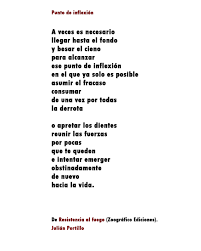 Punto de inflexión
A veces es necesario
llegar hasta el fondo
y besar el cieno
para alcanzar
ese punto de inflexión
en el que ya solo es posible
asumir el fracaso
consumar
de una vez por todas
la derrota
o apretar los dientes
reunir las fuerzas
por pocas
que te queden
e intentar emerger
obstinadamente
de nuevo
hacia la vida.
De Resistencia al fuego (Zoográfico Ediciones).
Julián Portillo